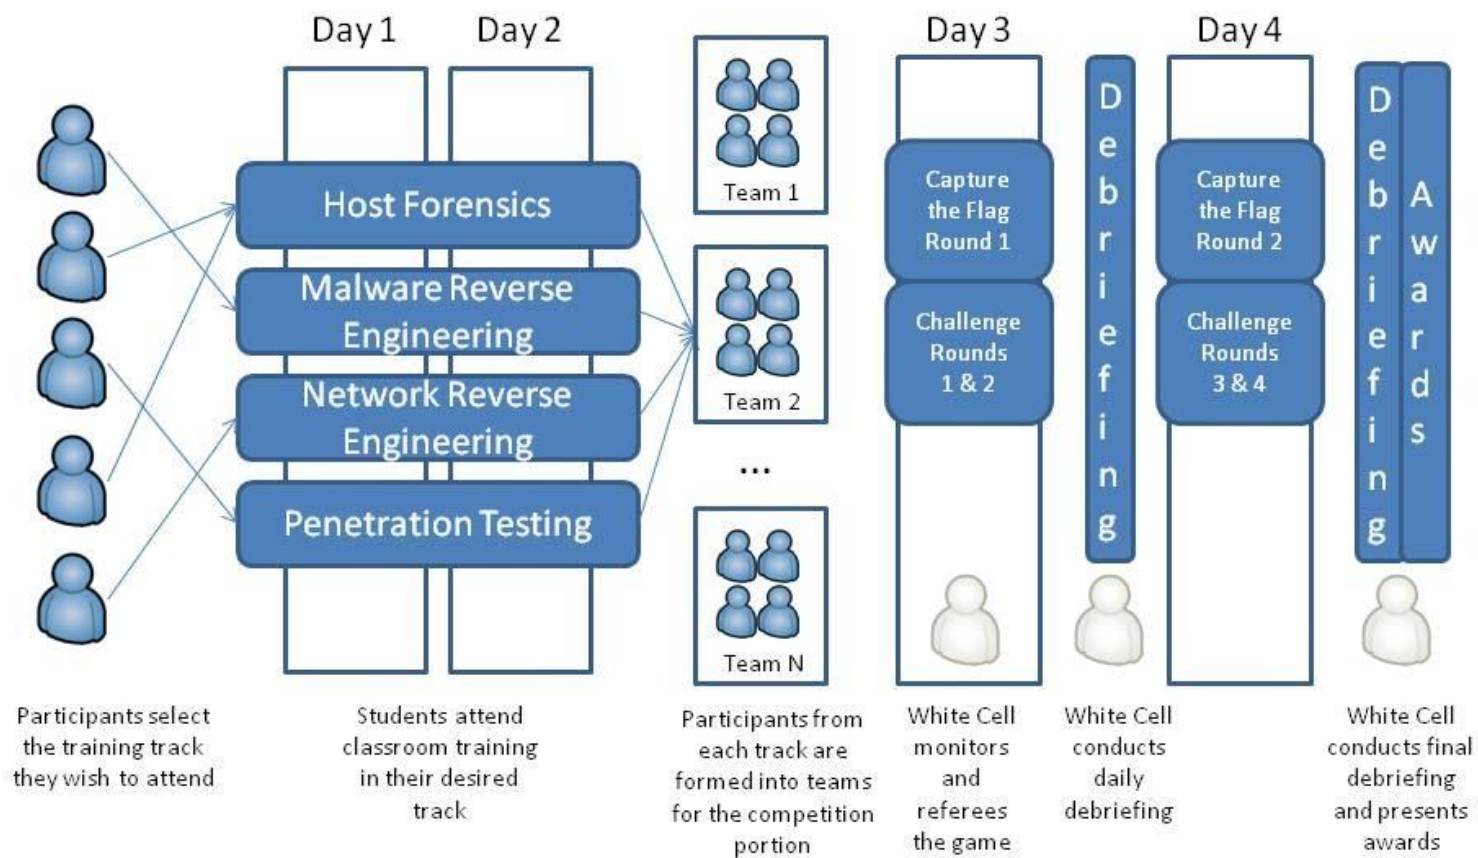 Day 1
Day 2
Day 3
Day 4
Host Forensics
Malware Reverse
Engineering
Network Reverse
Engineering
Penetration Testing
Team 1
Team 2
...
Team N
Capture
the Flag
Round 1
Challenge
Rounds
1 & 2
Debriefing
Capture
the Flag
Round 2
Challenge
Rounds
3 & 4
Debriefing
Awards
Participants select
the training track
they wish to attend
Students attend
classroom training
in their desired
track
Participants from
each track are
formed into teams
for the competition
portion
White Cell
monitors
and
referees
the game
White Cell
conducts
daily
debriefing
White Cell
conducts final
debriefing
and presents
awards